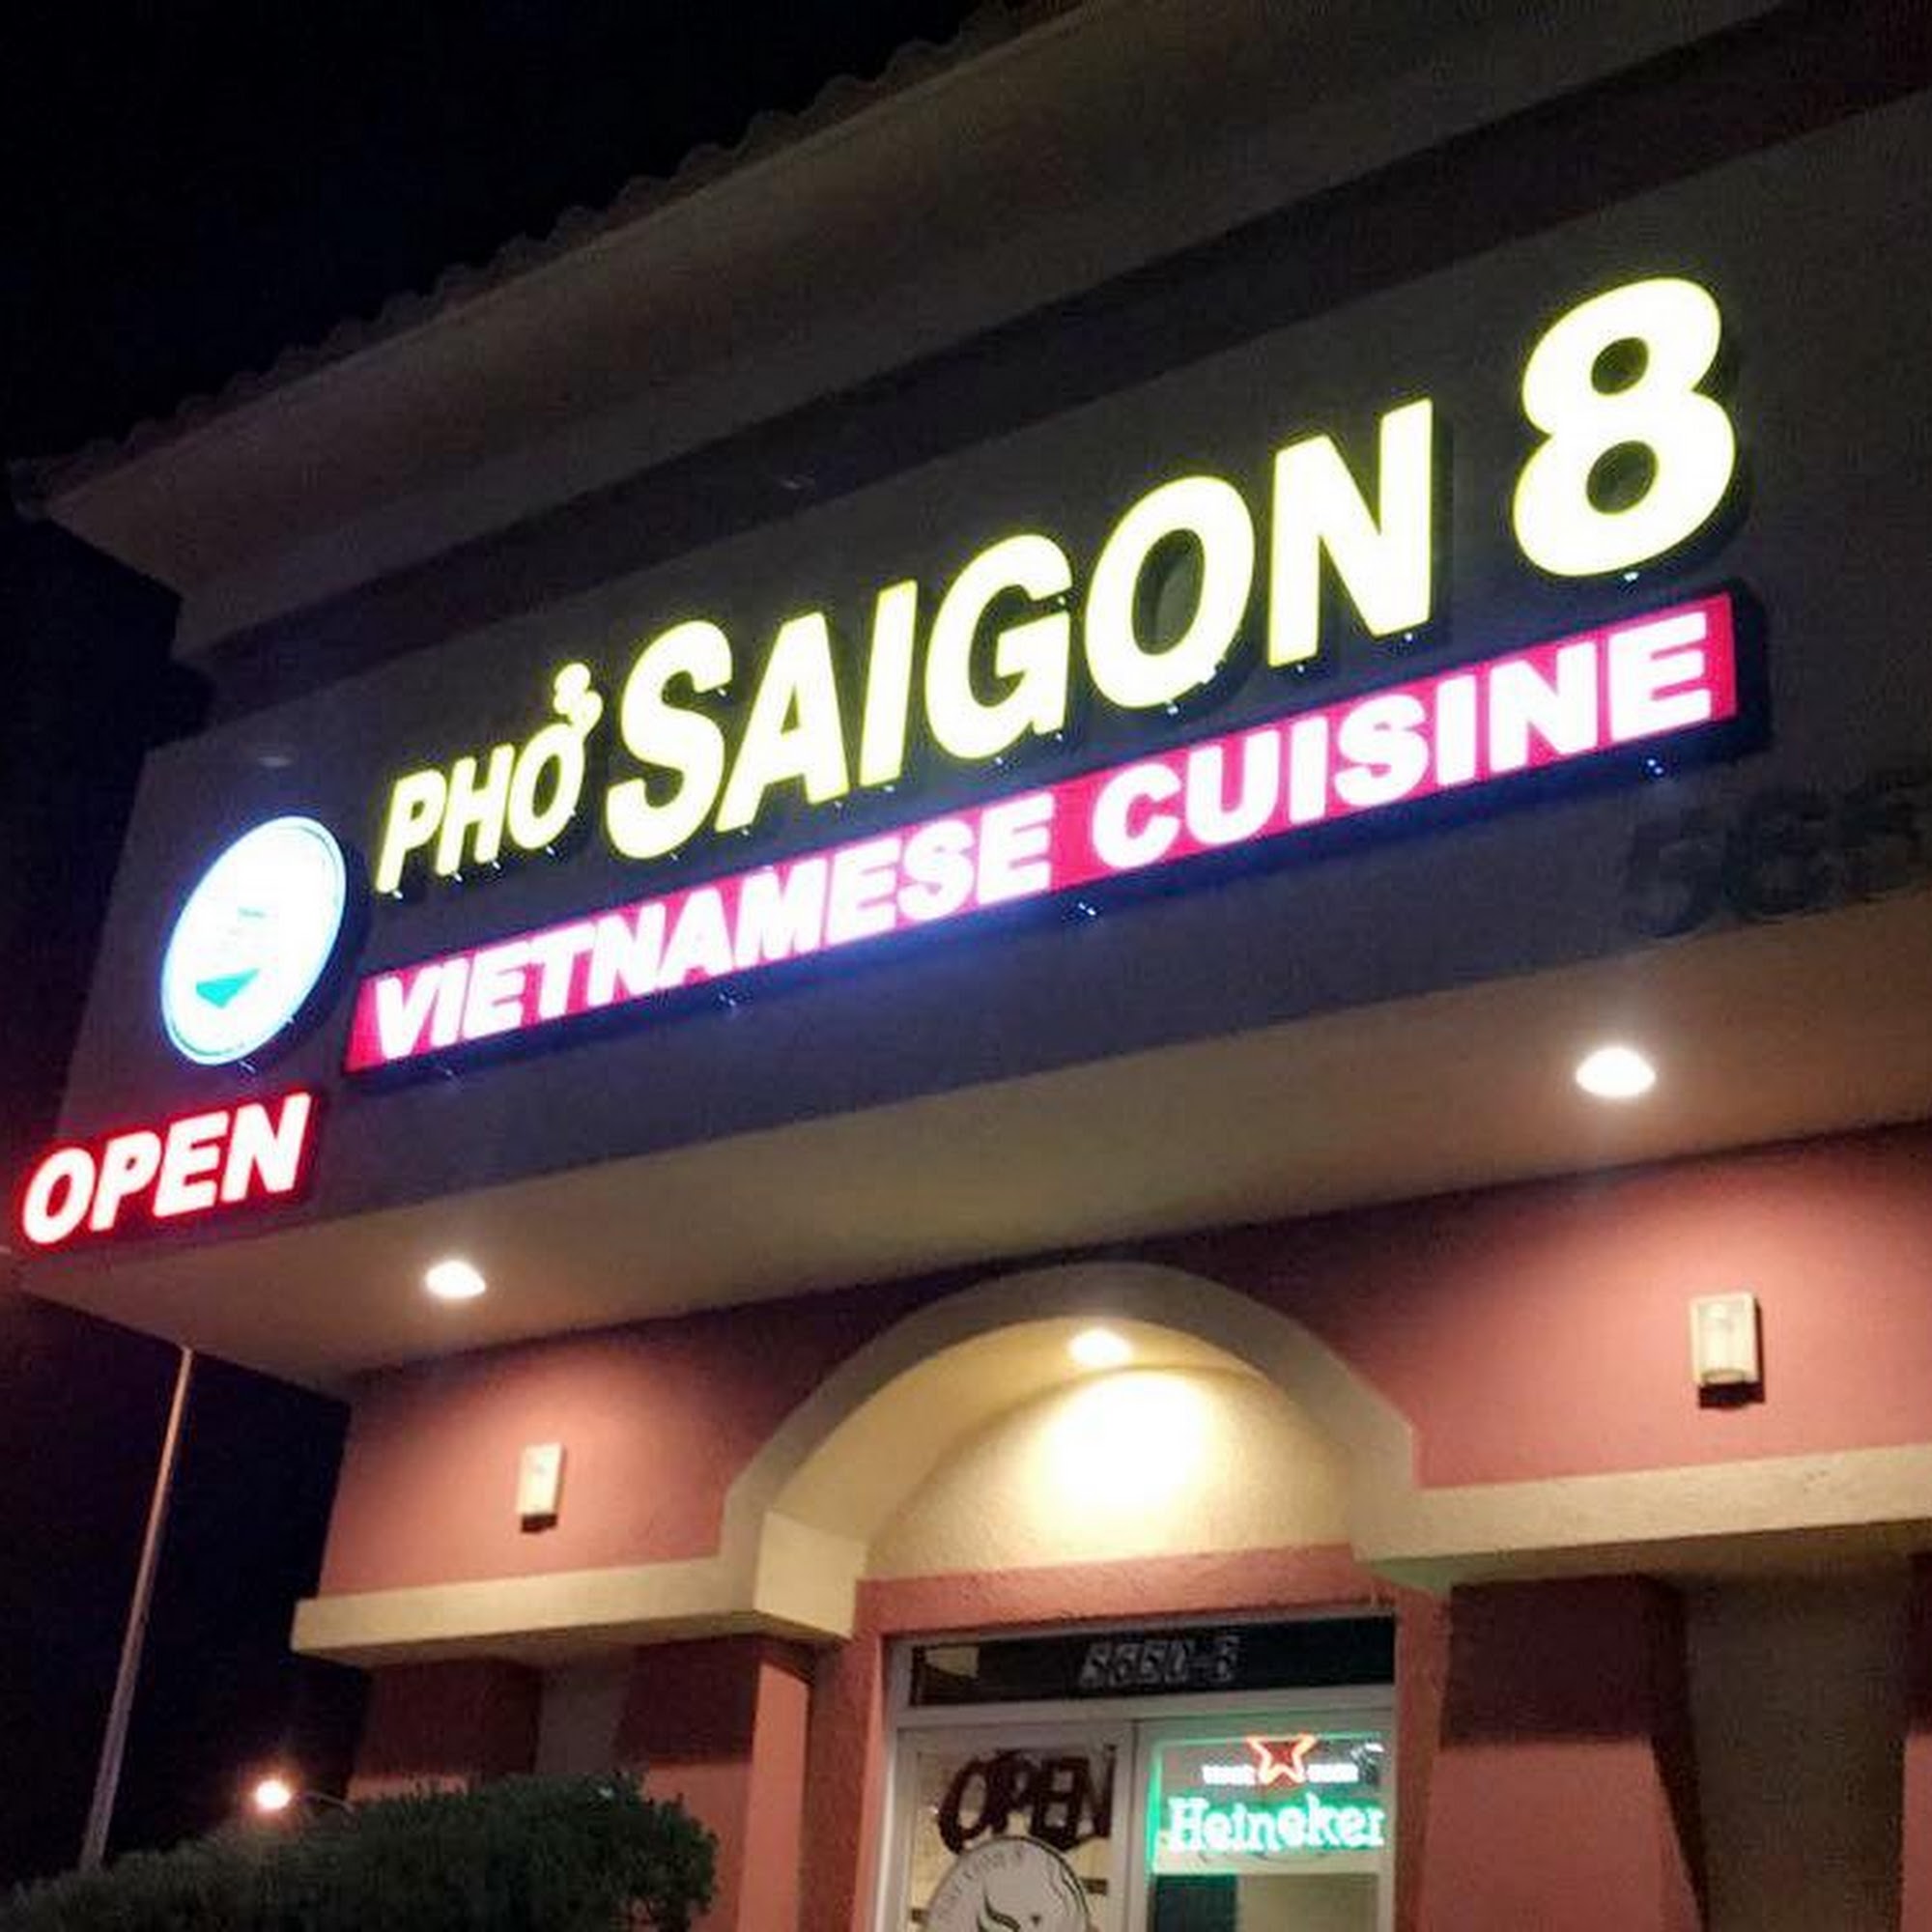 PHỞ SAIGON 8
VIETNAMESE CUISINE
OPEN
OPEN
Heineken